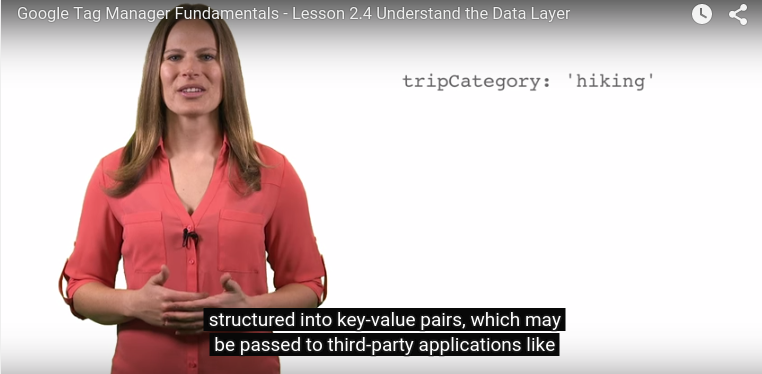 Google Tag Manager Fundamentals - Lesson 2.4 Understand the Data Layer
tripCategory: 'hiking'
structured into key-value pairs, which may
be passed to third-party applications like